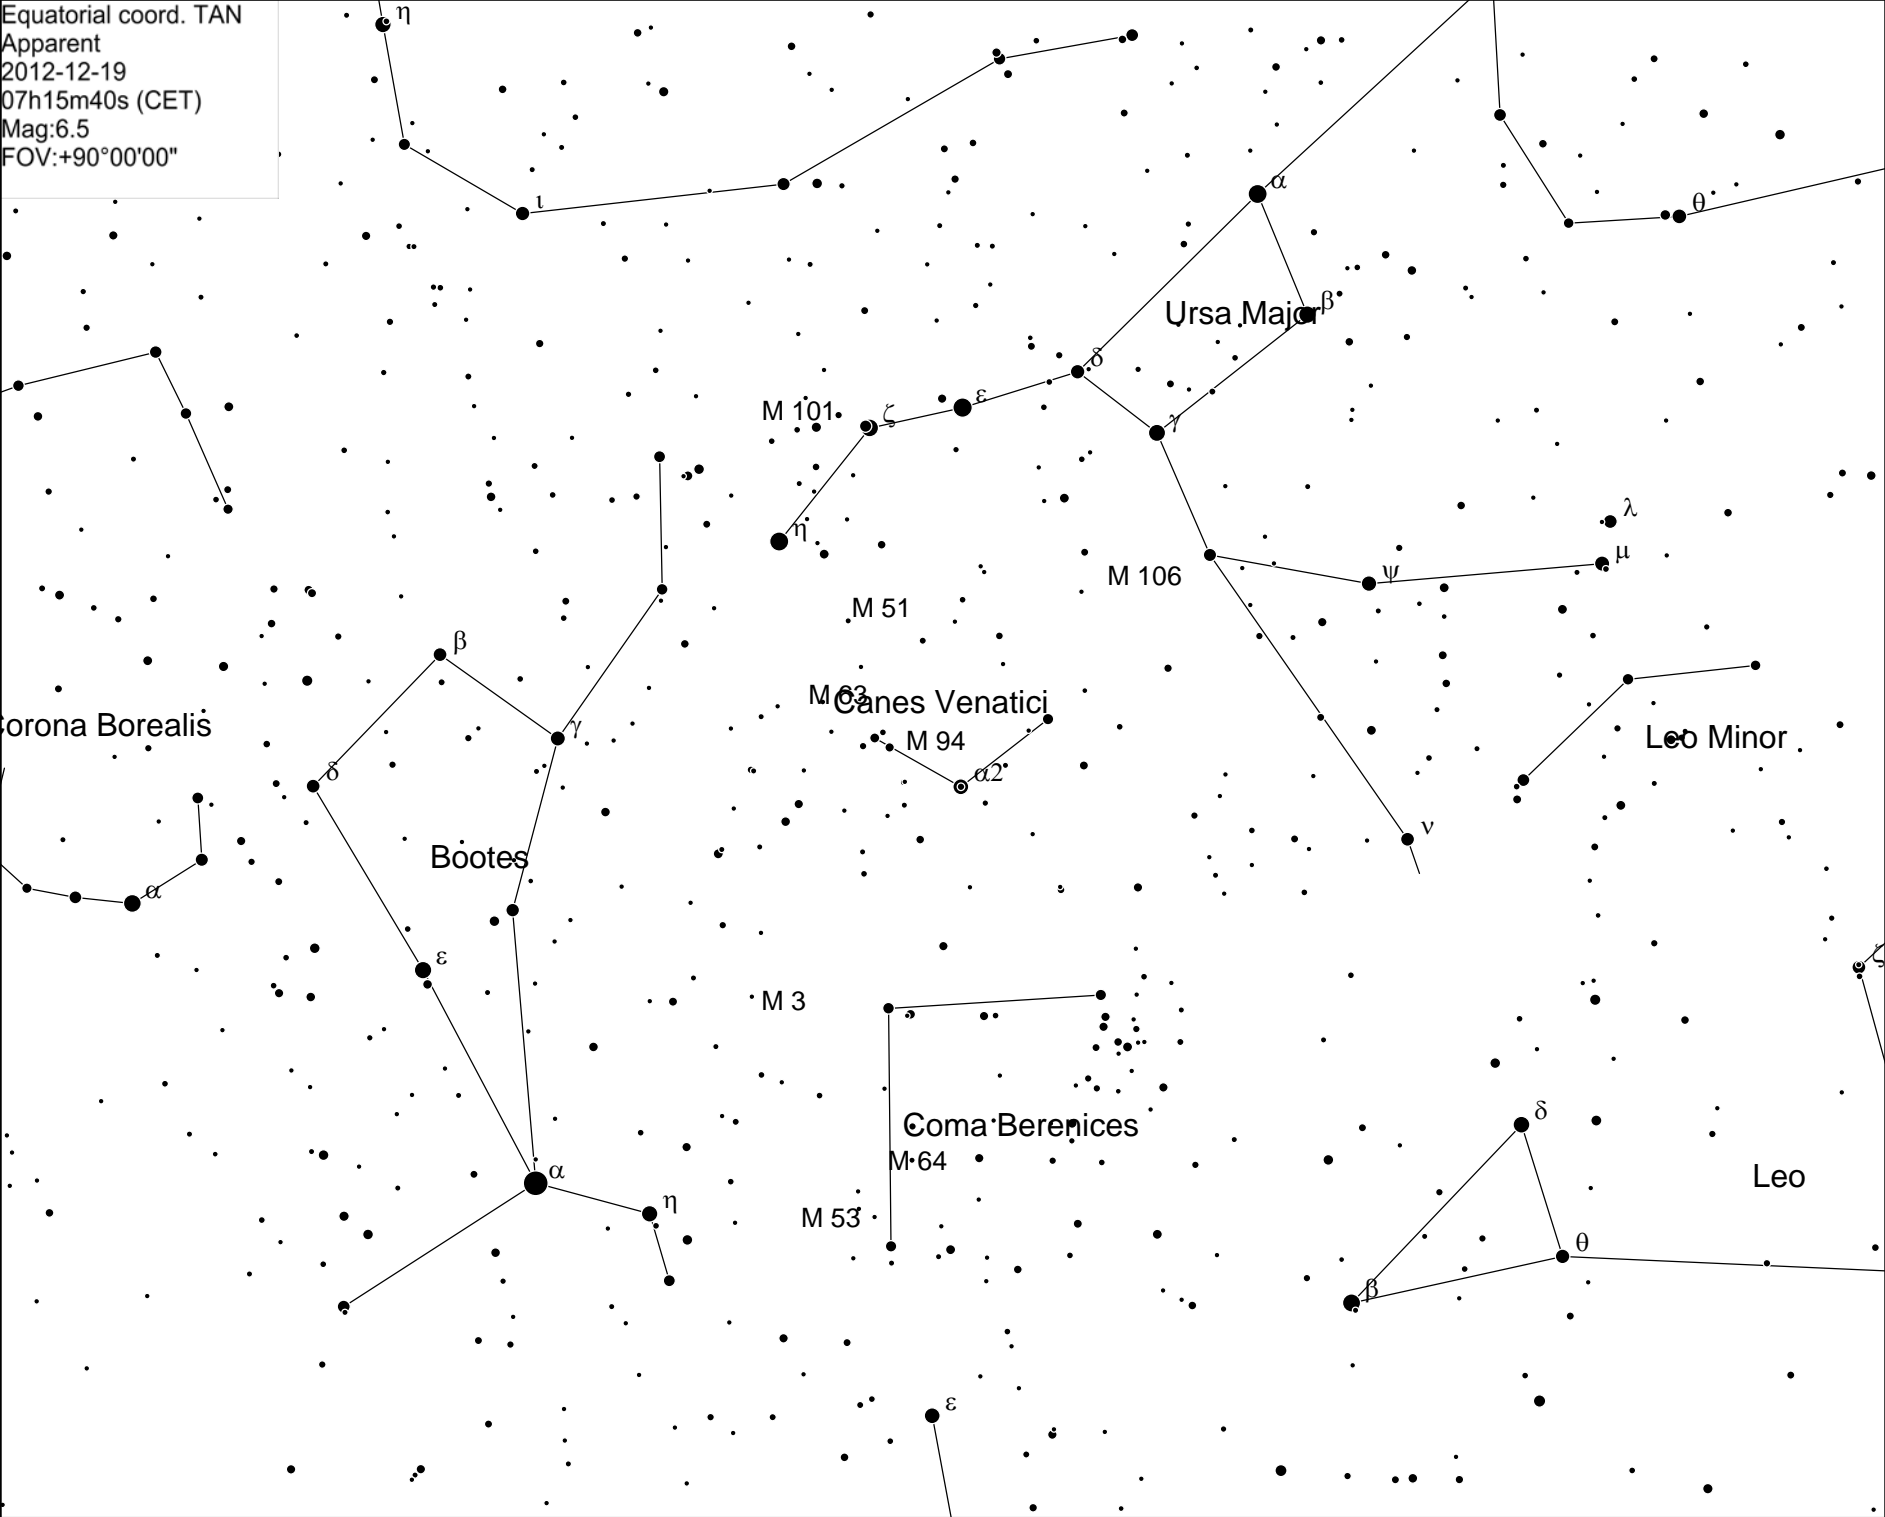 Equatorial coord. TAN
Apparent
2012-12-19
07h15m40s (CET)
Mag:6.5
FOV:+90°00'00"
η
ι
α
θ
Ursa Major
β
δ
ε
M 101
ζ
γ
η
λ
μ
M 106
ψ
M 51
β
M 63
Canes Venatici
Corona Borealis
γ
M 94
Leo Minor
δ
α2
ν
Bootes
α
ε
ζ
M 3
δ
Coma Berenices
M 64
α
Leo
η
M 53
θ
β
ε